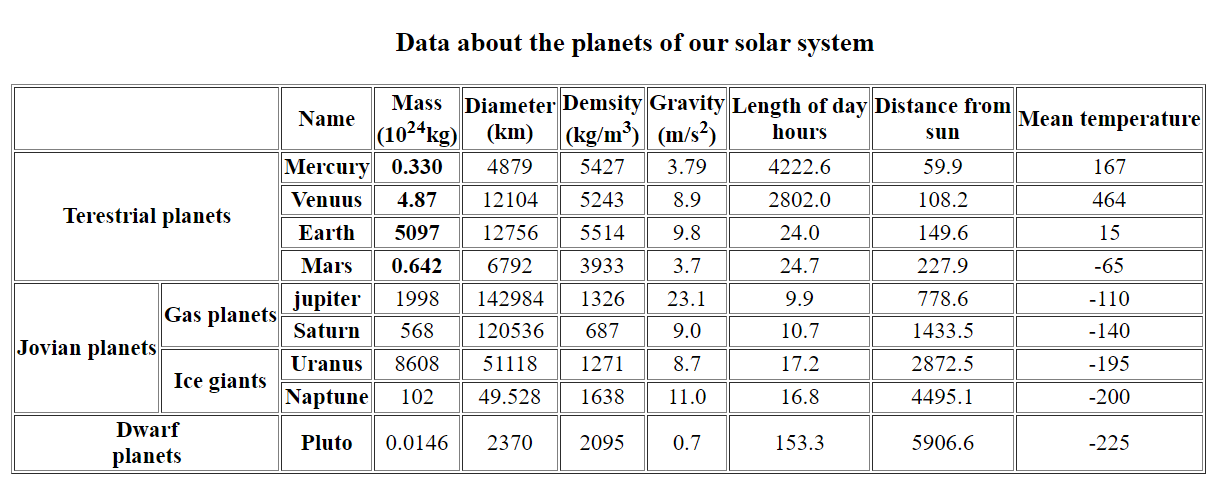 Data about the planets of our solar system
Name Mass (10²⁴kg) Diameter (km) Demsity (kg/m³) Gravity (m/s²) Length of day hours Distance from sun Mean temperature
Terestrial planets Mercury 0.330 4879 5427 3.79 4222.6 59.9 167
Venuus 4.87 12104 5243 8.9 2802.0 108.2 464
Earth 5097 12756 5514 9.8 24.0 149.6 15
Mars 0.642 6792 3933 3.7 24.7 227.9 -65
Jovian planets Gas planets jupiter 1998 142984 1326 23.1 9.9 778.6 -110
Saturn 568 120536 687 9.0 10.7 1433.5 -140
Ice giants Uranus 8608 51118 1271 8.7 17.2 2872.5 -195
Naptune 102 49.528 1638 11.0 16.8 4495.1 -200
Dwarf planets Pluto 0.0146 2370 2095 0.7 153.3 5906.6 -225